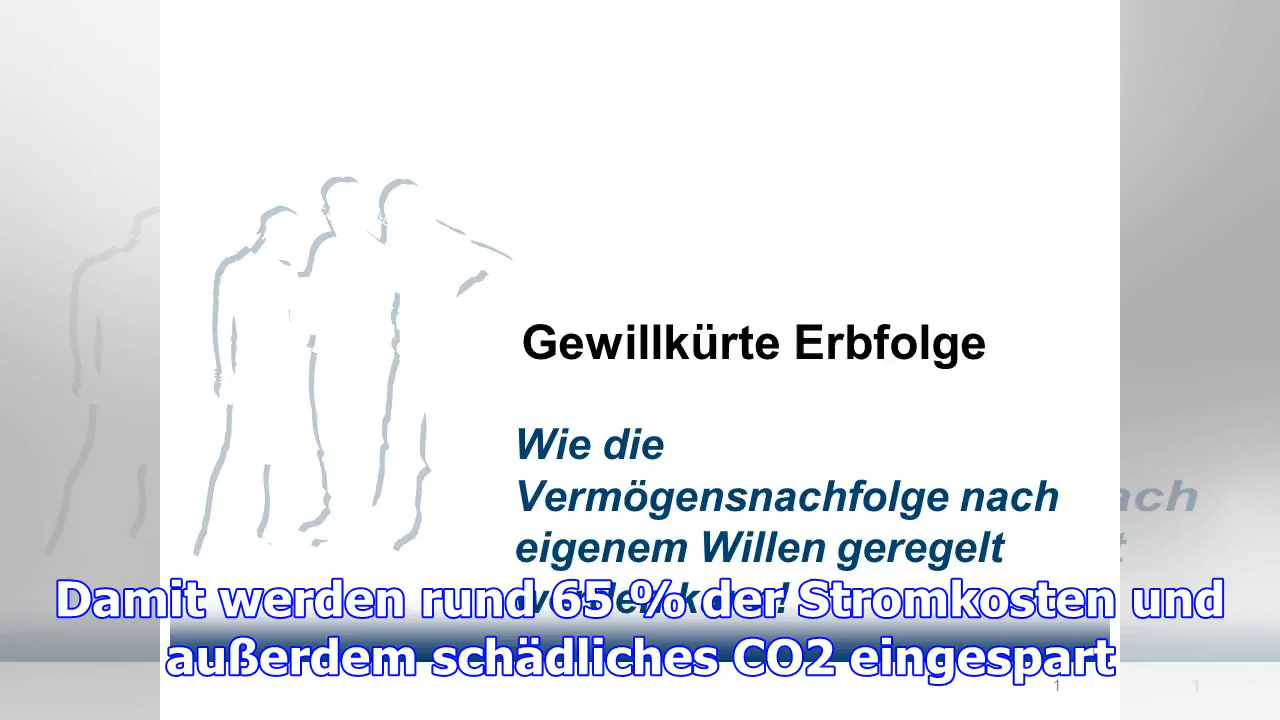 Gewillkürte Erbfolge
Wie die
Vermögensnachfolge nach
eigenem Willen geregelt
Damit werden rund 65 % der Stromkosten und
außerdem schädliches CO2 eingespart
1